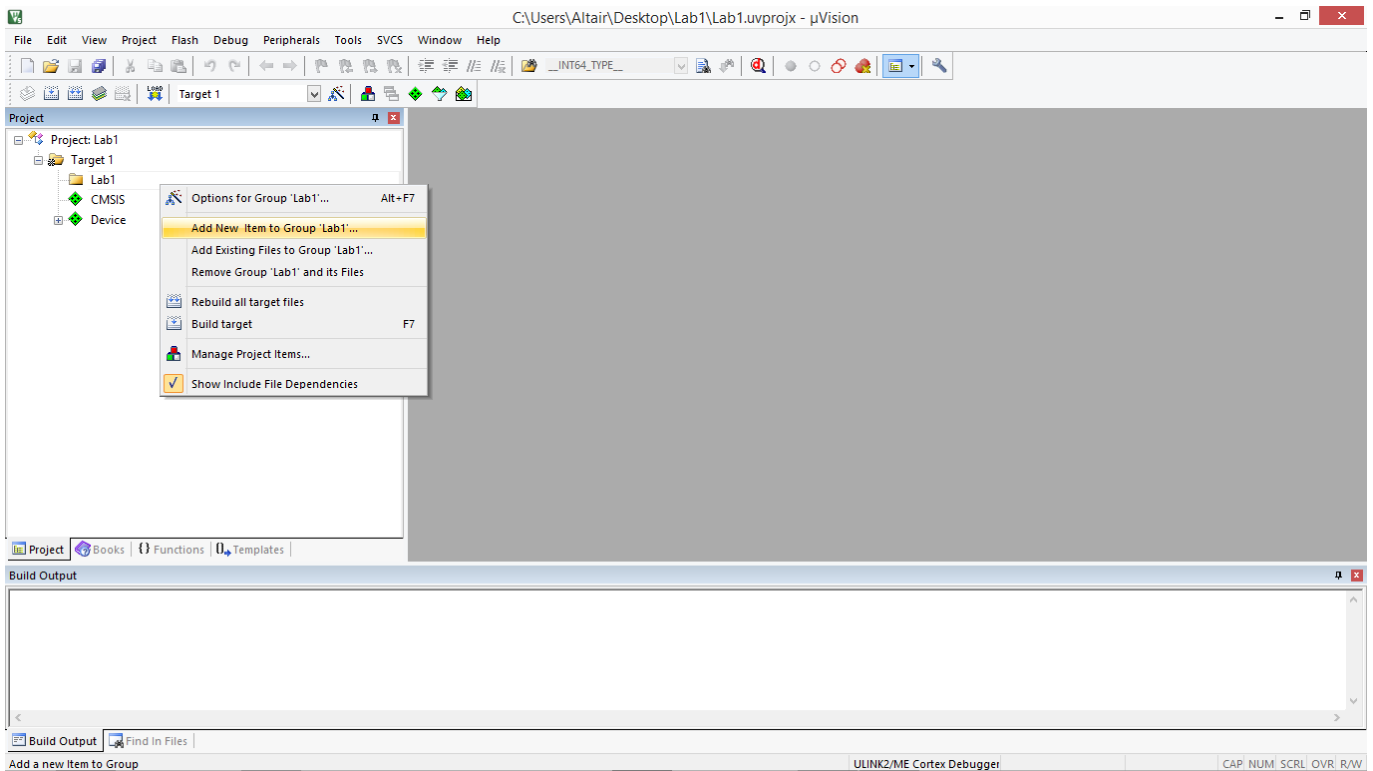 C:\Users\Altair\Desktop\Lab1\Lab1.uvprojx - µVision
File Edit View Project Flash Debug Peripherals Tools SVCS Window Help
__INT64_TYPE__
LOAD Target 1
Project
Project: Lab1
Target 1
Lab1
CMSIS
Device
Options for Group 'Lab1'... Alt+F7
Add New Item to Group 'Lab1'...
Add Existing Files to Group 'Lab1'...
Remove Group 'Lab1' and its Files
Rebuild all target files
Build target F7
Manage Project Items...
Show Include File Dependencies
Project Books {} Functions 0 Templates
Build Output
Build Output Find In Files
Add a new Item to Group ULINK2/ME Cortex Debugger CAP NUM SCRL OVR R/W